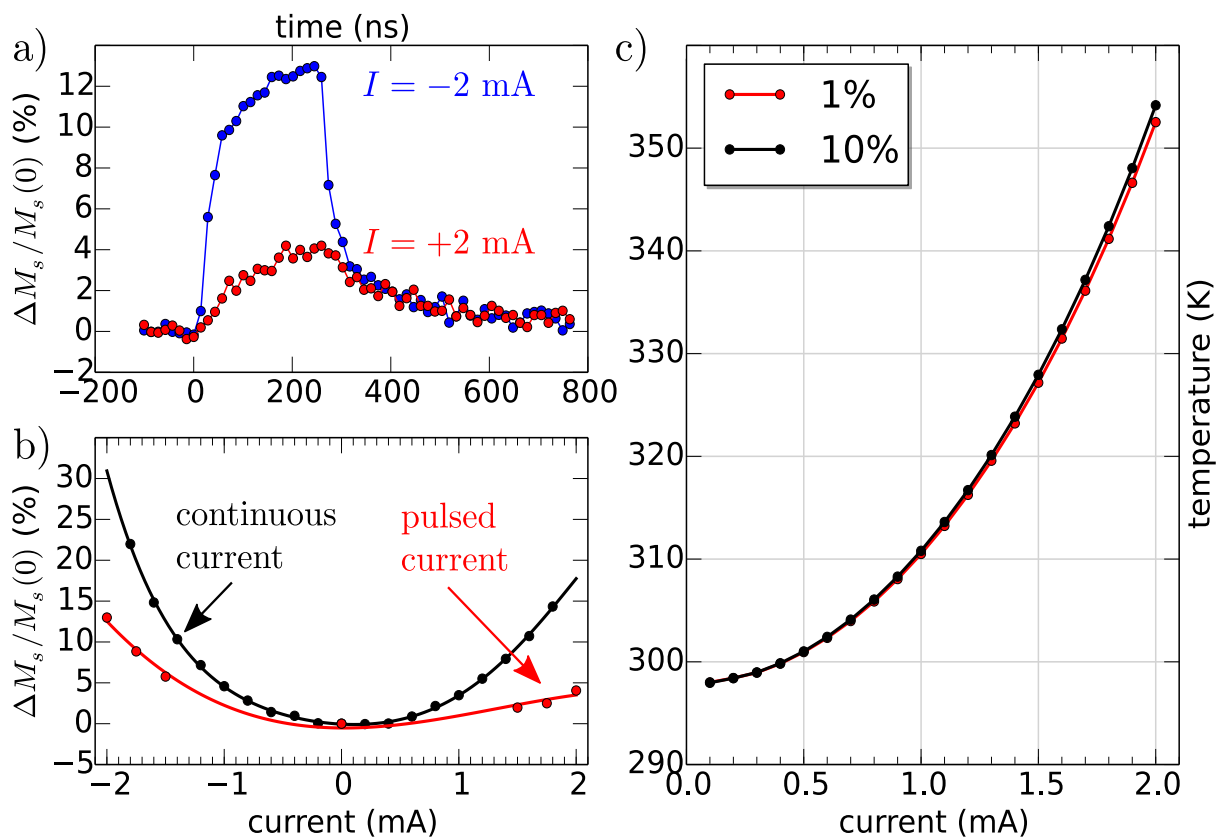 a)
time (ns)
ΔM_s/M_s(0) (%)
12
10
8
6
4
2
0
−2
−200
0
200
400
600
800
I = −2 mA
I = +2 mA
b)
ΔM_s/M_s(0) (%)
30
25
20
15
10
5
0
−5
−2
−1
0
1
2
continuous
current
pulsed
current
current (mA)
c)
1%
10%
350
340
330
320
310
300
290
0.0
0.5
1.0
1.5
2.0
current (mA)
temperature (K)